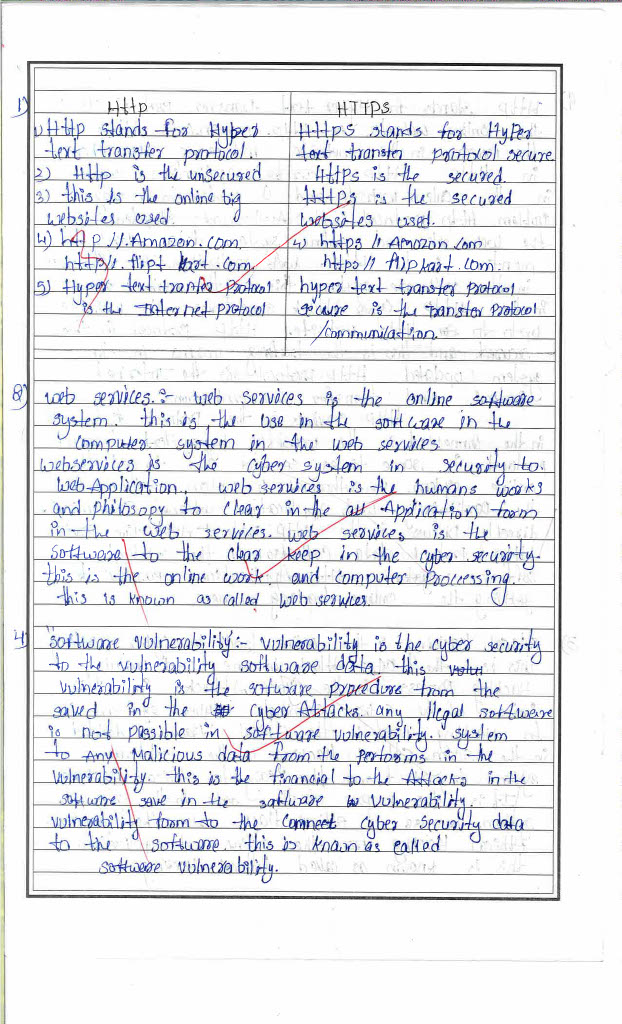 1) Http HTTPS
1) Http stands for Hyper Https stands for HyPer
text transfer protocol. text transfer protocol secure
2) Http is the unsecured Https is the secured.
3) this is the online big Https is the secured
websites used. websites used.
4) http //.Amazon.com. 4) https // Amozon com
http//. flipt kart .com. https // flipkart .com.
5) Hyper text tranfer Protocol hyper text transfer Protocol
is the Internet protocol secure is the transfer Protocol
/communication.
8) web services. :- web services is the online software
system. this is the use in the software in the
computer system in the web services
webservices is the Cyber system in security to
web-Application. web services is the humans works
and philosopy to clear in the all Application form
in the web services. web services is the
software to the clear keep in the cyber security.
this is the online work and computer processing.
this is known as called web services.
4) software vulnerability:- vulnerability is the cyber security
to the vulnerability software data. this
vulnerability is the software procedure from the
saved in the Cyber Attacks. any Illegal software
is not passible in software vulnerability. system
to Any Malicious data from the performs in the
vulnerability. this is the financial to the Attacks in the
software save in the software vulnerability.
vulnerability form to the connect cyber security data
to the software. this is known as called
software vulnerability.